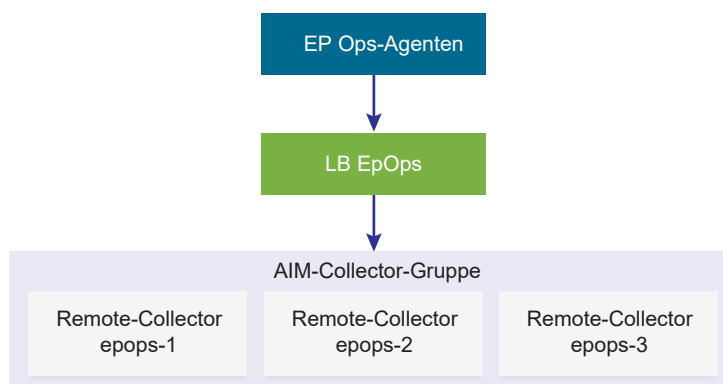 EP Ops-Agenten
LB EpOps
AIM-Collector-Gruppe
Remote-Collector
epops-1
Remote-Collector
epops-2
Remote-Collector
epops-3